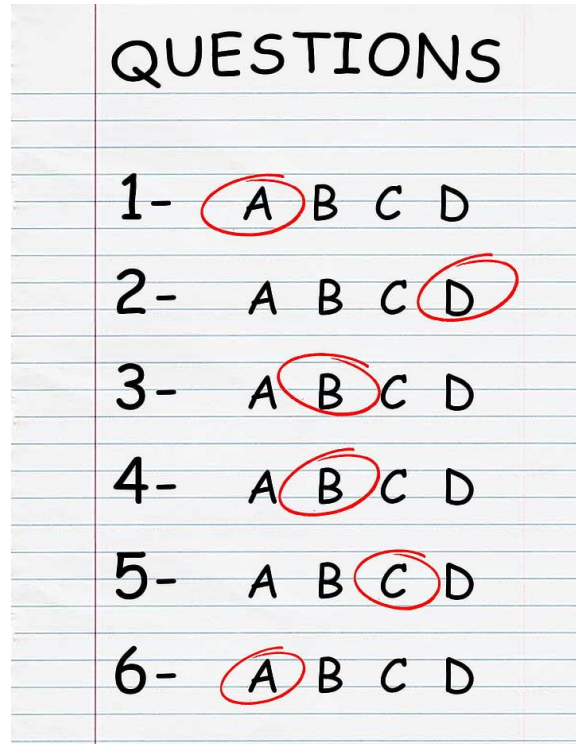 QUESTIONS
1- A B C D
2- A B C D
3- A B C D
4- A B C D
5- A B C D
6- A B C D